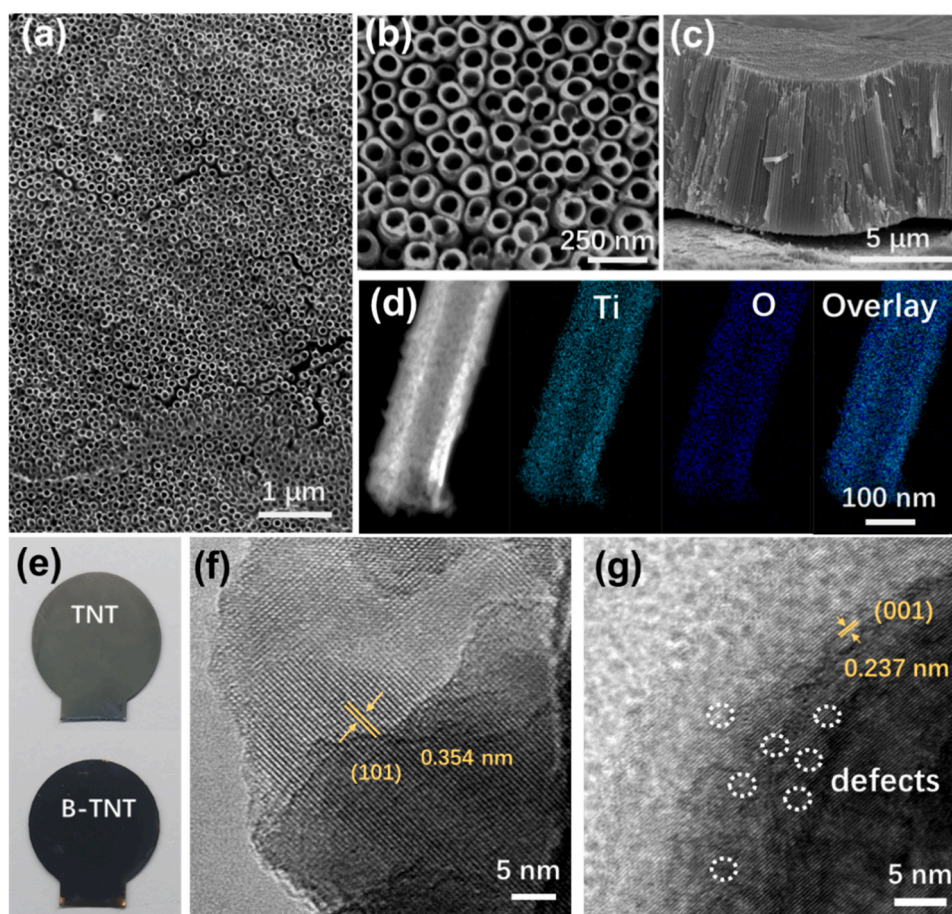 (a)
1 μm
(b)
250 nm
(c)
5 μm
(d)
Ti
O
Overlay
100 nm
(e)
TNT
B-TNT
(f)
(101)
0.354 nm
5 nm
(g)
(001)
0.237 nm
defects
5 nm